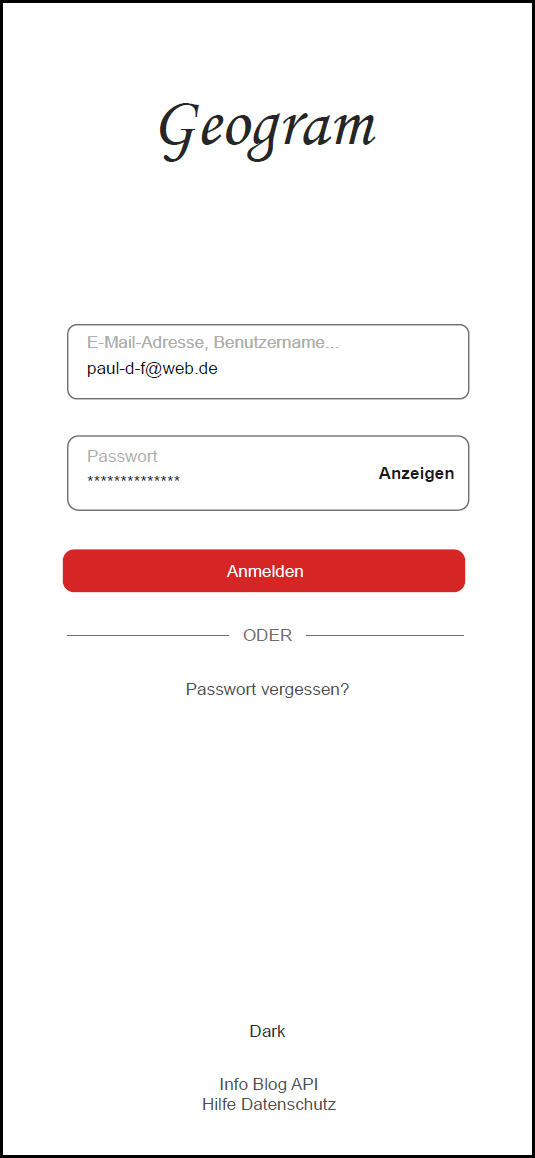 Geogram
E-Mail-Adresse, Benutzername...
paul-d-f@web.de
Passwort
**************
Anzeigen
Anmelden
ODER
Passwort vergessen?
Dark
Info Blog API
Hilfe Datenschutz